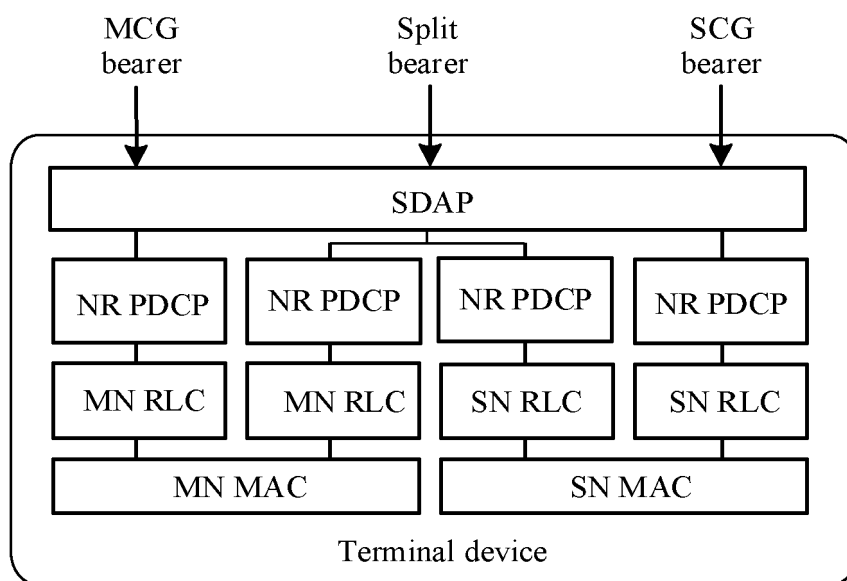 MCG
bearer
Split
bearer
SCG
bearer
SDAP
NR PDCP
NR PDCP
NR PDCP
NR PDCP
MN RLC
MN RLC
SN RLC
SN RLC
MN MAC
SN MAC
Terminal device